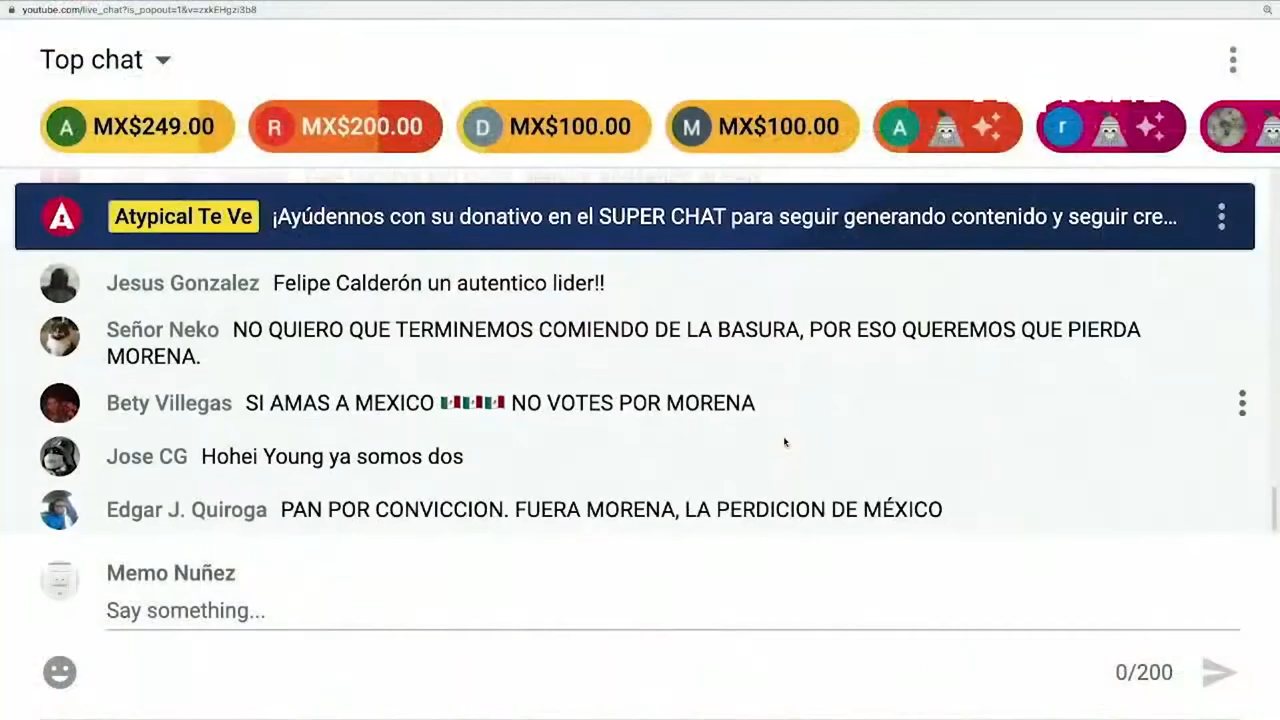 youtube.com/live_chat?is_popout=1&v=zxkEHgzi3b8
Top chat
A MX$249.00 R MX$200.00 D MX$100.00 M MX$100.00 A r
A Atypical Te Ve ¡Ayúdennos con su donativo en el SUPER CHAT para seguir generando contenido y seguir cre...
Jesus Gonzalez Felipe Calderón un autentico lider!!
Señor Neko NO QUIERO QUE TERMINEMOS COMIENDO DE LA BASURA, POR ESO QUEREMOS QUE PIERDA
MORENA.
Bety Villegas SI AMAS A MEXICO 🇲🇽🇲🇽🇲🇽 NO VOTES POR MORENA
Jose CG Hohei Young ya somos dos
Edgar J. Quiroga PAN POR CONVICCION. FUERA MORENA, LA PERDICION DE MÉXICO
Memo Nuñez
Say something...
0/200